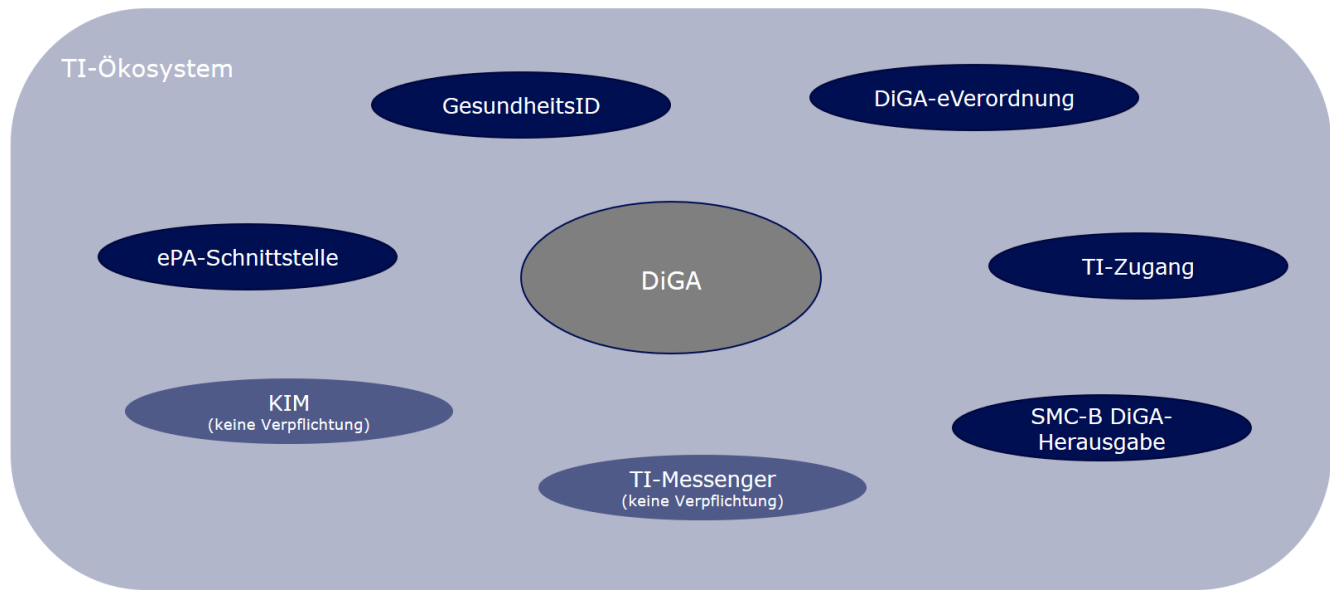 TI-Ökosystem
GesundheitsID
DiGA-eVerordnung
ePA-Schnittstelle
DiGA
TI-Zugang
KIM
(keine Verpflichtung)
SMC-B DiGA-
Herausgabe
TI-Messenger
(keine Verpflichtung)